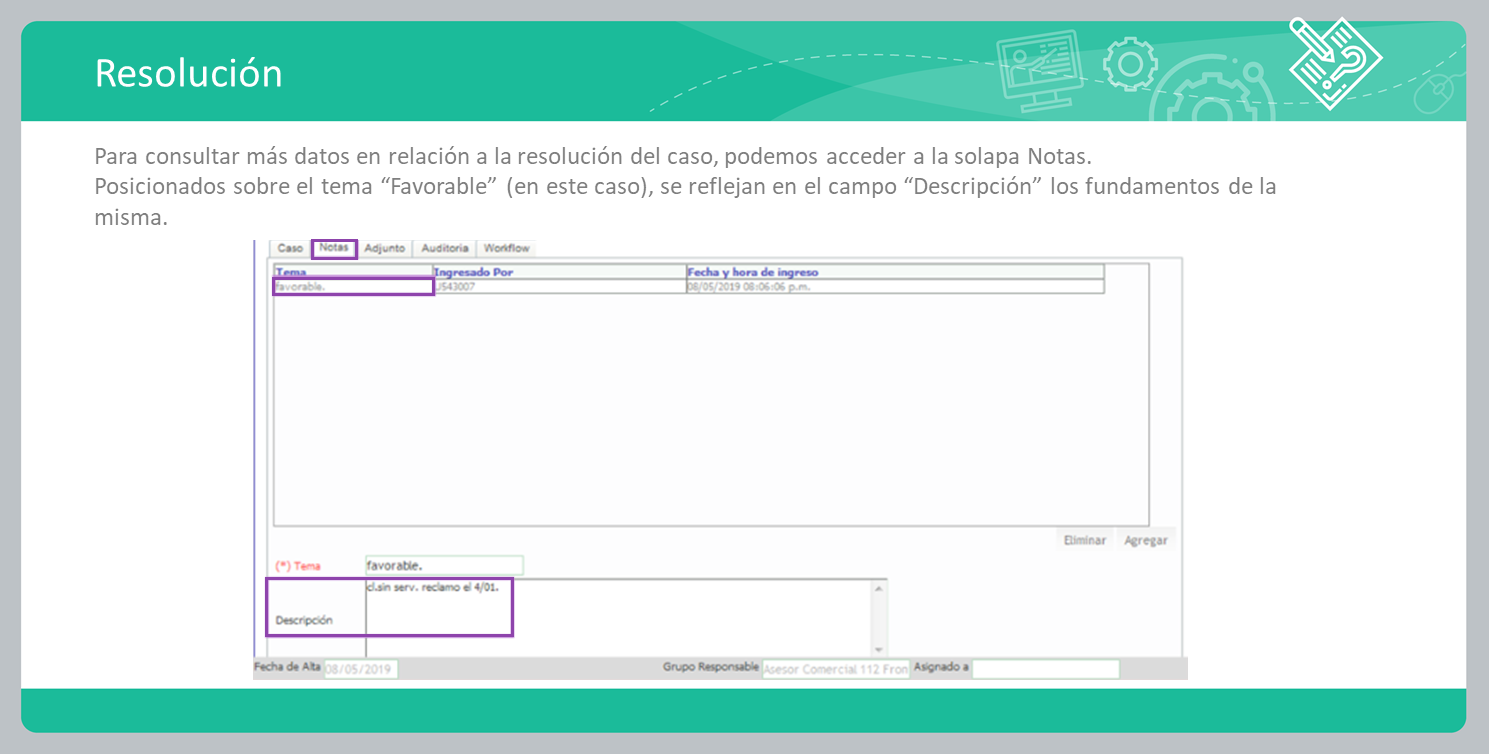 Resolución
Para consultar más datos en relación a la resolución del caso, podemos acceder a la solapa Notas.
Posicionados sobre el tema “Favorable” (en este caso), se reflejan en el campo “Descripción” los fundamentos de la
misma.
Caso Notas Adjunto Auditoria Workflow
Tema Ingresado Por Fecha y hora de ingreso
favorable. U543007 08/05/2019 08:06:06 p.m.
Eliminar Agregar
(*) Tema favorable.
cl.sin serv. reclamo el 4/01.
Descripción
Fecha de Alta 08/05/2019 Grupo Responsable Asesor Comercial 112 Fron Asignado a